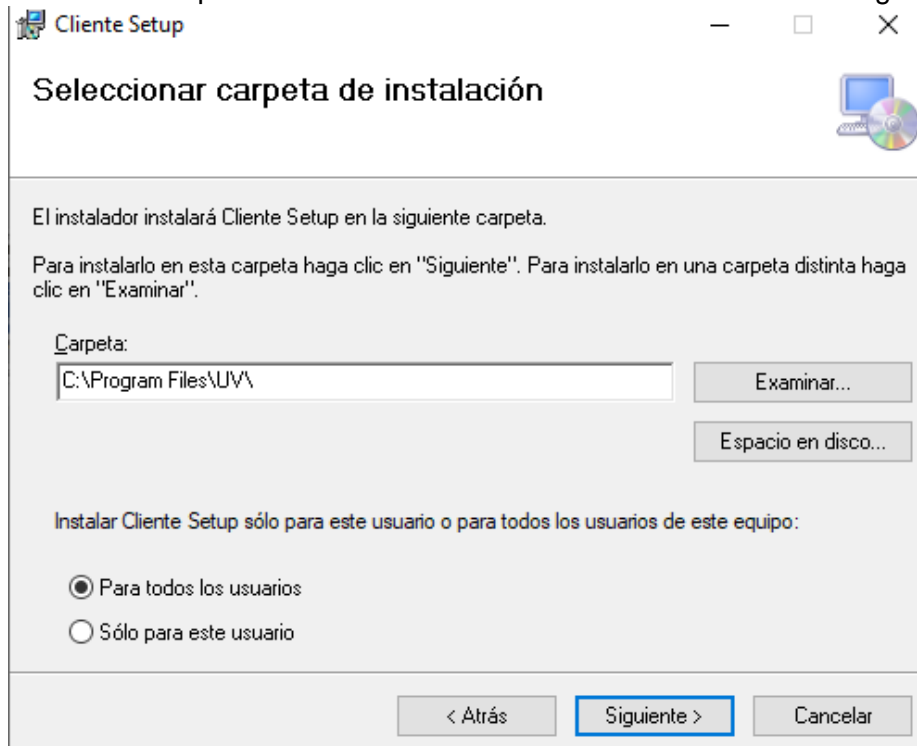 Cliente Setup
Seleccionar carpeta de instalación
El instalador instalará Cliente Setup en la siguiente carpeta.
Para instalarlo en esta carpeta haga clic en "Siguiente". Para instalarlo en una carpeta distinta haga
clic en "Examinar".
Carpeta:
C:\Program Files\UV\
Examinar...
Espacio en disco...
Instalar Cliente Setup sólo para este usuario o para todos los usuarios de este equipo:
Para todos los usuarios
Sólo para este usuario
< Atrás
Siguiente >
Cancelar